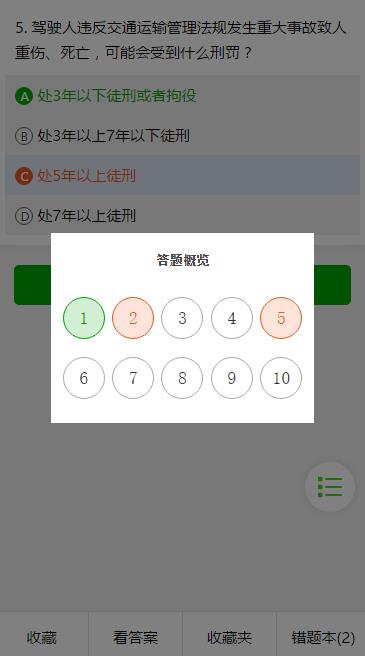 5. 驾驶人违反交通运输管理法规发生重大事故致人
重伤、死亡，可能会受到什么刑罚？
A 处3年以下徒刑或者拘役
B 处3年以上7年以下徒刑
C 处5年以上徒刑
D 处7年以上徒刑
答题概览
1 2 3 4 5
6 7 8 9 10
收藏 看答案 收藏夹 错题本(2)